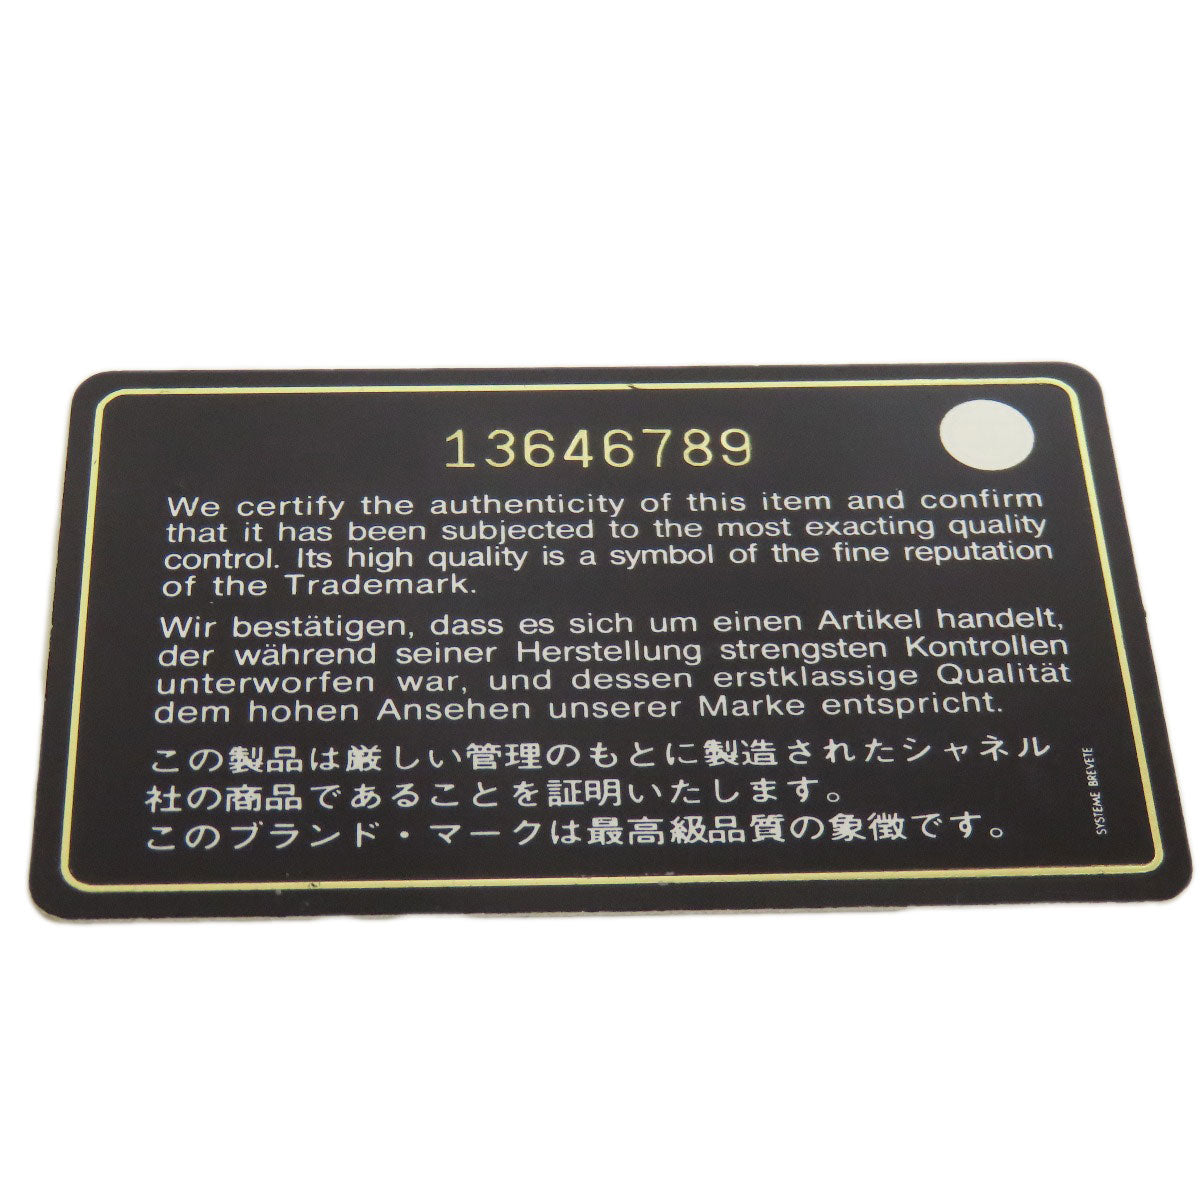 13646789
We certify the authenticity of this item and confirm
that it has been subjected to the most exacting quality
control. Its high quality is a symbol of the fine reputation
of the Trademark.
Wir bestätigen, dass es sich um einen Artikel handelt,
der während seiner Herstellung strengsten Kontrollen
unterworfen war, und dessen erstklassige Qualität
dem hohen Ansehen unserer Marke entspricht.
この製品は厳しい管理のもとに製造されたシャネル
社の商品であることを証明いたします。
このブランド・マークは最高級品質の象徴です。
SYSTEME BREVETE